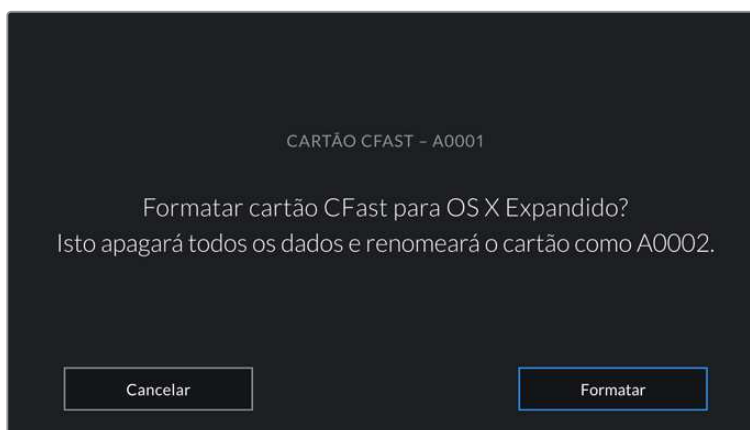 CARTÃO CFAST – A0001
Formatar cartão CFast para OS X Expandido?
Isto apagará todos os dados e renomeará o cartão como A0002.
Cancelar
Formatar